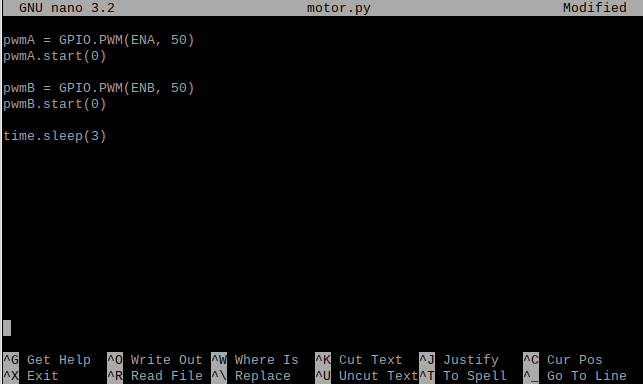 GNU nano 3.2 motor.py Modified
pwmA = GPIO.PWM(ENA, 50)
pwmA.start(0)
pwmB = GPIO.PWM(ENB, 50)
pwmB.start(0)
time.sleep(3)
^G Get Help ^O Write Out ^W Where Is ^K Cut Text ^J Justify ^C Cur Pos
^X Exit ^R Read File ^\ Replace ^U Uncut Text ^T To Spell ^_ Go To Line